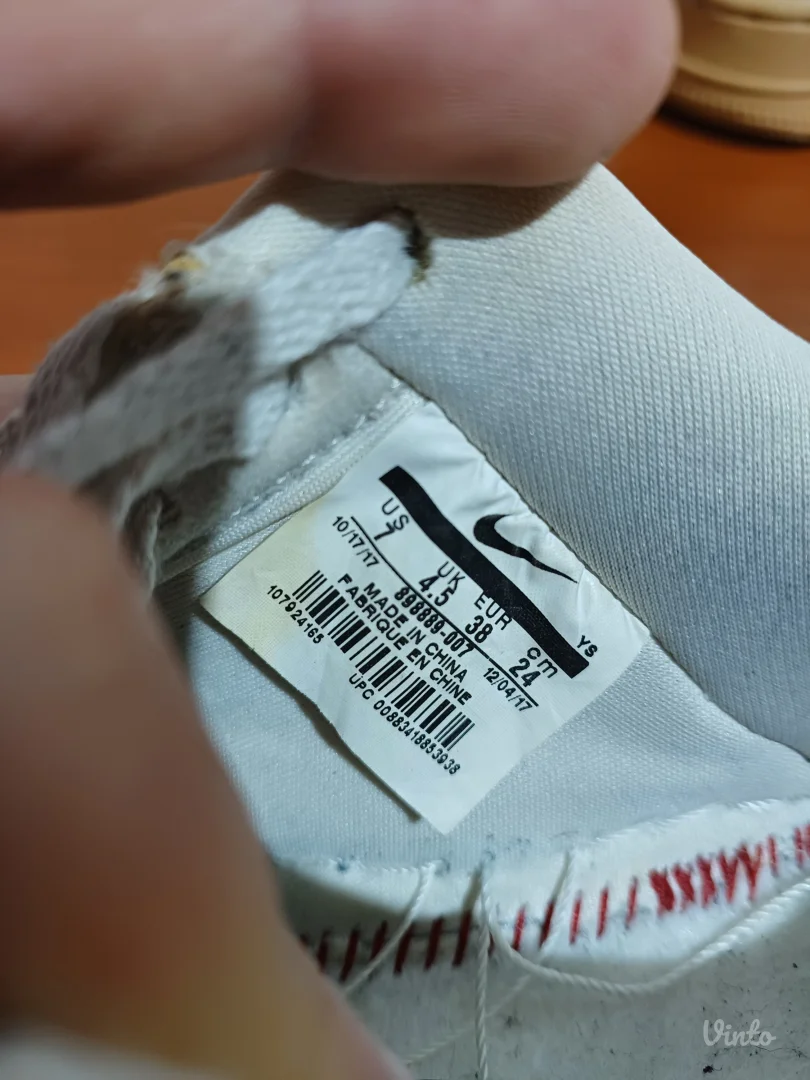 YS
US UK EUR cm
7 4.5 38 24
10/17/17 898889-007 12/04/17
MADE IN CHINA
FABRIQUE EN CHINE
107924165
UPC 00883418853938
Vinto